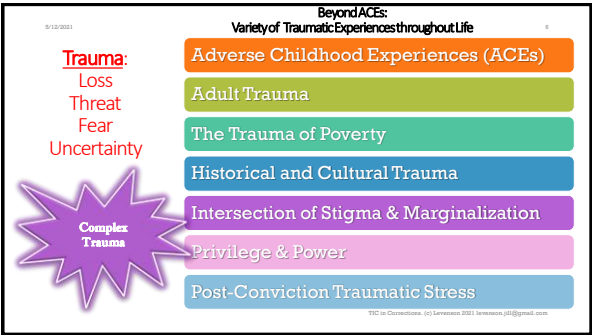 Beyond ACEs:
Variety of Traumatic Experiences throughout Life
5/12/2021
6
Trauma:
Loss
Threat
Fear
Uncertainty
Complex
Trauma
Adverse Childhood Experiences (ACEs)
Adult Trauma
The Trauma of Poverty
Historical and Cultural Trauma
Intersection of Stigma & Marginalization
Privilege & Power
Post-Conviction Traumatic Stress
TIC in Corrections. (c) Levenson 2021 levenson.jill@gmail.com